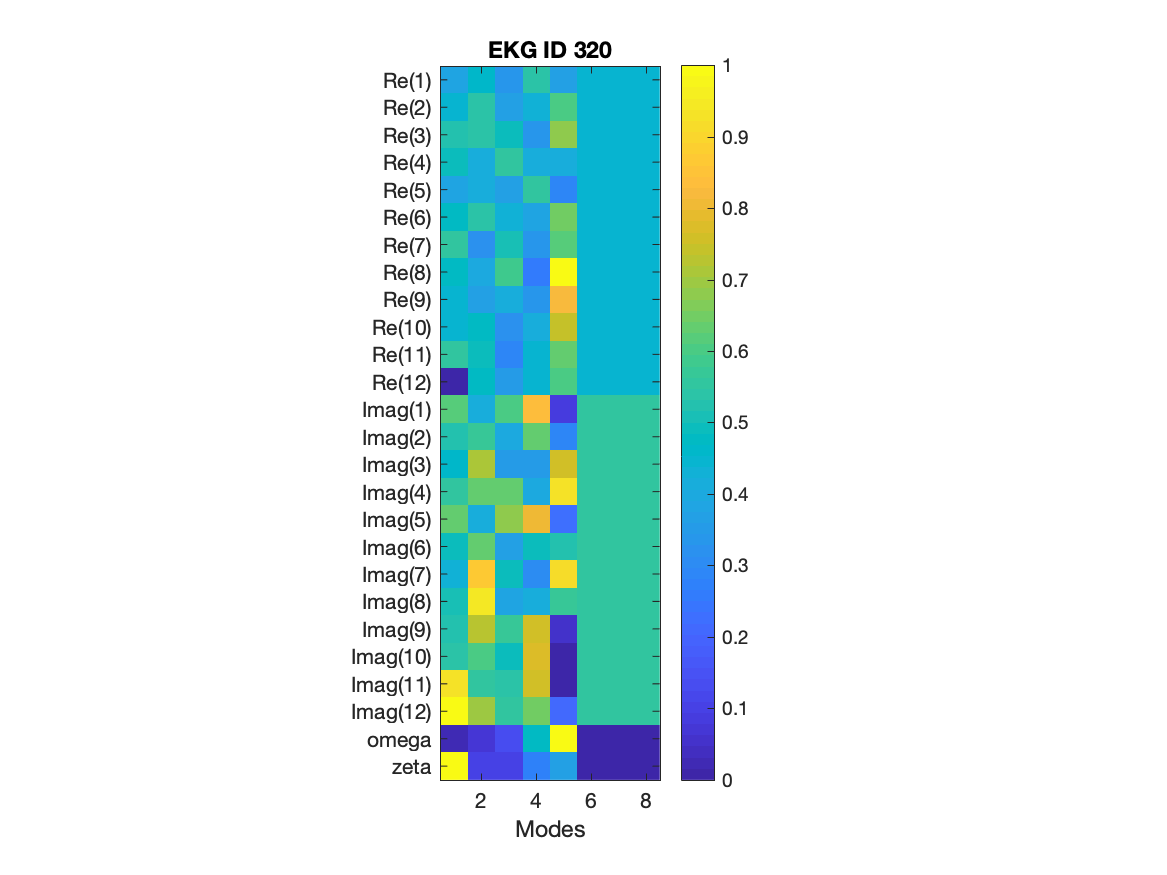 EKG ID 320
Re(1)
Re(2)
Re(3)
Re(4)
Re(5)
Re(6)
Re(7)
Re(8)
Re(9)
Re(10)
Re(11)
Re(12)
Imag(1)
Imag(2)
Imag(3)
Imag(4)
Imag(5)
Imag(6)
Imag(7)
Imag(8)
Imag(9)
Imag(10)
Imag(11)
Imag(12)
omega
zeta
2 4 6 8
Modes
1
0.9
0.8
0.7
0.6
0.5
0.4
0.3
0.2
0.1
0